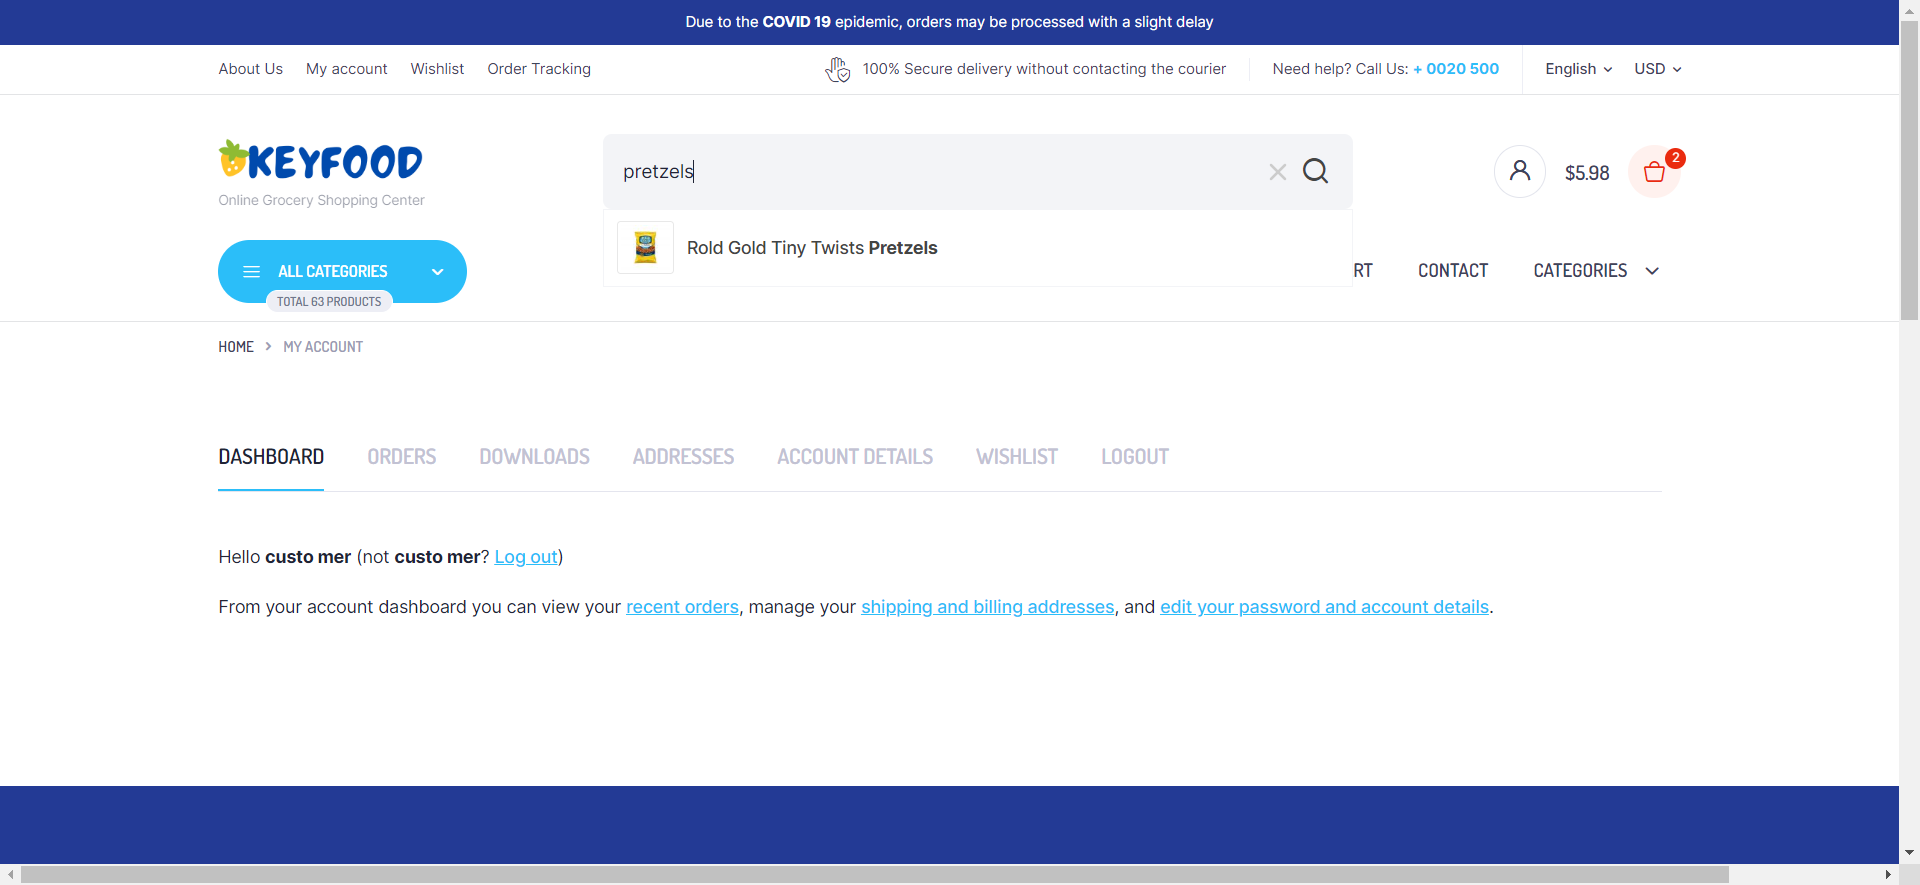 Due to the COVID 19 epidemic, orders may be processed with a slight delay
About Us My account Wishlist Order Tracking
100% Secure delivery without contacting the courier
Need help? Call Us: + 0020 500
English USD
KEYFOOD
Online Grocery Shopping Center
pretzels
$5.98
2
Rold Gold Tiny Twists Pretzels
ALL CATEGORIES
TOTAL 63 PRODUCTS
RT CONTACT CATEGORIES
HOME MY ACCOUNT
DASHBOARD ORDERS DOWNLOADS ADDRESSES ACCOUNT DETAILS WISHLIST LOGOUT
Hello custo mer (not custo mer? Log out)
From your account dashboard you can view your recent orders, manage your shipping and billing addresses, and edit your password and account details.